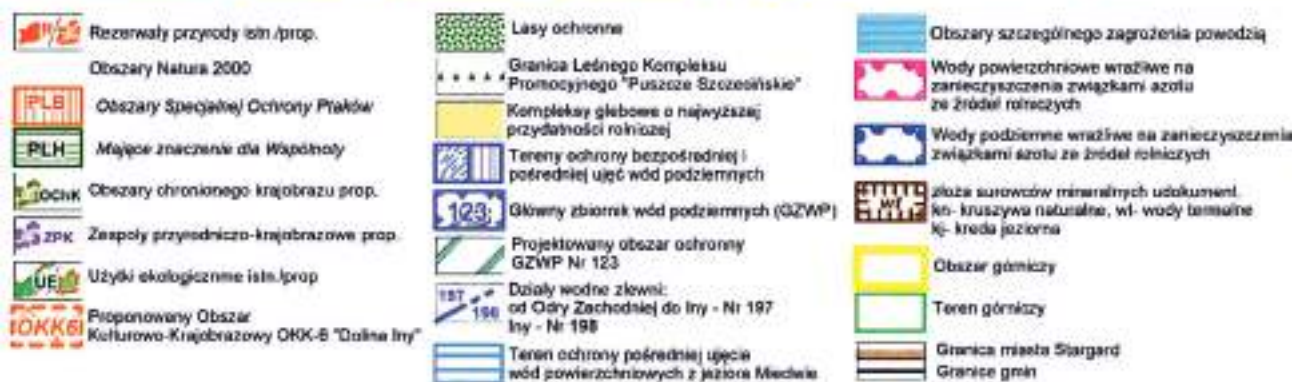 Rezerwaty przyrody istn./prop.
Obszary Natura 2000
PLB
Obszary Specjalnej Ochrony Ptaków
PLH
Mające znaczenie dla Wspólnoty
OChK
Obszary chronionego krajobrazu prop.
ZPK
Zespoły przyrodniczo-krajobrazowe prop.
UE
Użytki ekologicznme istn./prop
OKK6
Proponowany Obszar
Kulturowo-Krajobrazowy OKK-6 "Dolina Iny"
Lasy ochronne
Granica Leśnego Kompleksu
Promocyjnego "Puszcze Szczecińskie"
Kompleksy glebowe o najwyższej
przydatności rolniczej
Tereny ochrony bezpośredniej i
pośredniej ujęć wód podziemnych
123
Główny zbiornik wód podziemnych (GZWP)
Projektowany obszar ochronny
GZWP Nr 123
197
198
Działy wodne zlewni:
od Odry Zachodniej do Iny - Nr 197
Iny - Nr 198
Teren ochrony pośredniej ujęcia
wód powierzchniowych z jeziora Miedwie
Obszary szczególnego zagrożenia powodzią
Wody powierzchniowe wrażliwe na
zanieczyszczenia związkami azotu
ze źródeł rolniczych
Wody podziemne wrażliwe na zanieczyszczenia
związkami azotu ze źródeł rolniczych
wt
złoża surowców mineralnych udokument.
kn- kruszywa naturalne, wt- wody termalne
kj- kreda jeziorna
Obszar górniczy
Teren górniczy
Granica miasta Stargard
Granice gmin